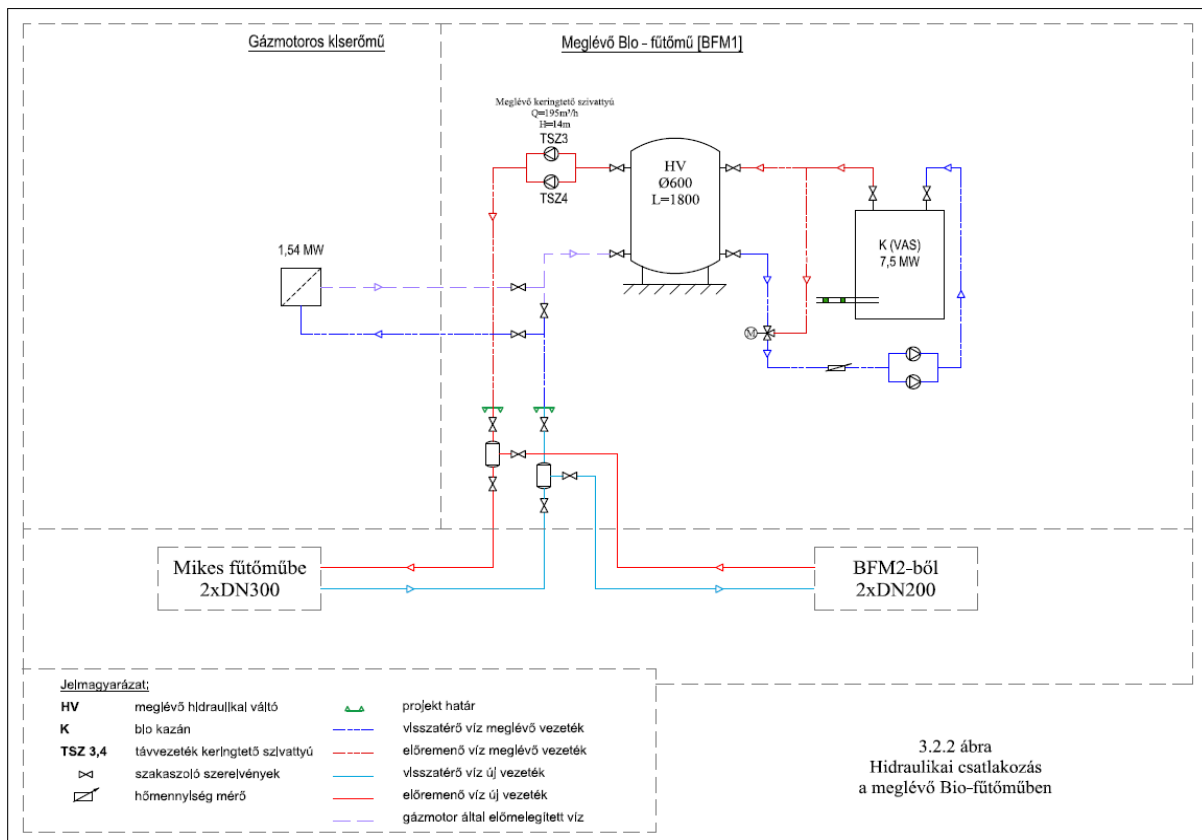 Gázmotoros kiserőmű
Meglévő Bio - fűtőmű [BFM1]
Meglévő keringtető szivattyú
Q=195m³/h
H=14m
TSZ3
TSZ4
HV
Ø600
L=1800
K (VAS)
7,5 MW
1,54 MW
M
Mikes fűtőműbe
2xDN300
BFM2-ből
2xDN200
Jelmagyarázat:
HV meglévő hidraulikai váltó
K bio kazán
TSZ 3,4 távvezeték keringtető szivattyú
szakaszoló szerelvények
hőmennyiség mérő
projekt határ
visszatérő víz meglévő vezeték
előremenő víz meglévő vezeték
visszatérő víz új vezeték
előremenő víz új vezeték
gázmotor által előmelegített víz
3.2.2 ábra
Hidraulikai csatlakozás
a meglévő Bio-fűtőműben